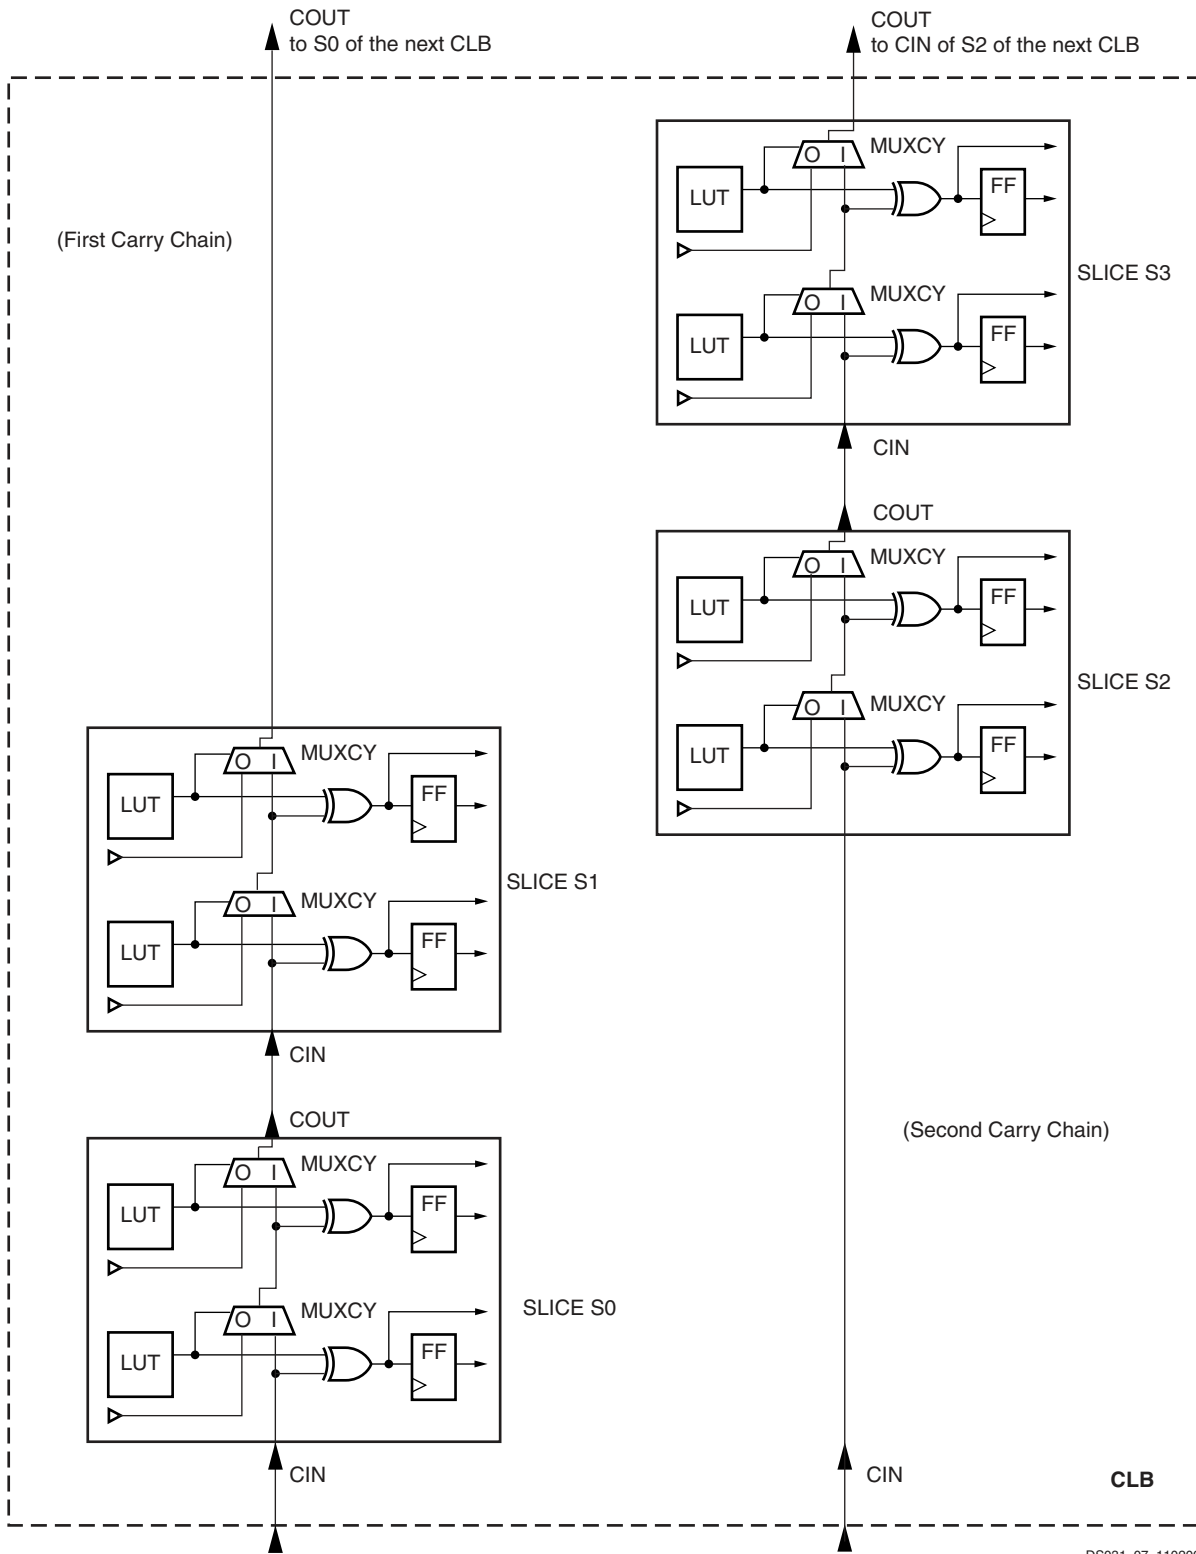 COUT
to S0 of the next CLB
COUT
to CIN of S2 of the next CLB
(First Carry Chain)
O I MUXCY
LUT
FF
SLICE S3
O I MUXCY
LUT
FF
CIN
COUT
O I MUXCY
LUT
FF
SLICE S2
O I MUXCY
LUT
FF
O I MUXCY
LUT
FF
SLICE S1
O I MUXCY
LUT
FF
CIN
COUT
(Second Carry Chain)
O I MUXCY
LUT
FF
SLICE S0
O I MUXCY
LUT
FF
CIN
CIN
CLB